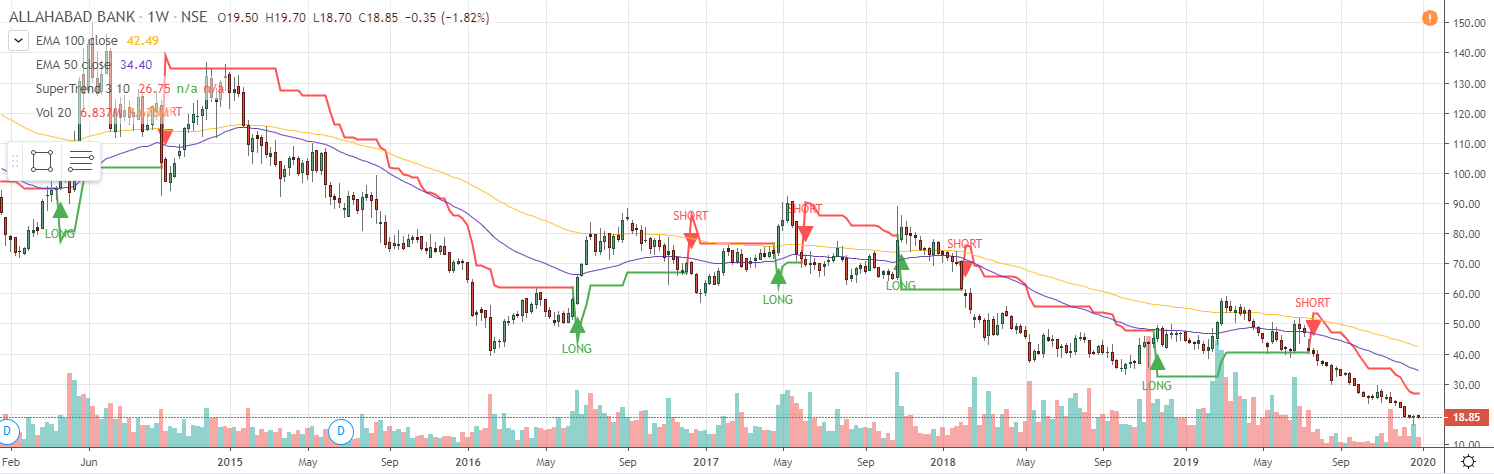 ALLAHABAD BANK · 1W · NSE O19.50 H19.70 L18.70 C18.85 −0.35 (−1.82%)
EMA 100 close 42.49
EMA 50 close 34.40
SuperTrend 3 10 26.75 n/a n/a
Vol 20 6.837M
SHORT
SHORT
SHORT
SHORT
SHORT
LONG
LONG
LONG
LONG
LONG
150.00
140.00
130.00
120.00
110.00
100.00
90.00
80.00
70.00
60.00
50.00
40.00
30.00
18.85
10.00
D
D
Feb Jun 2015 May Sep 2016 May Sep 2017 May Sep 2018 May Sep 2019 May Sep 2020